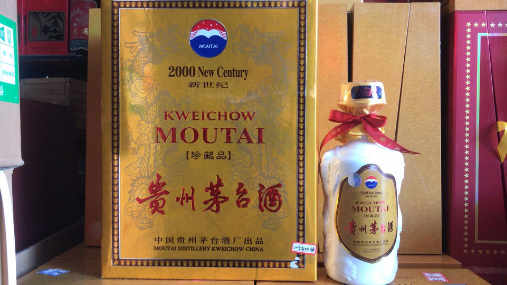 MOUTAI
2000 New Century
新世纪
KWEICHOW
MOUTAI
【珍藏品】
贵州茅台酒
中国贵州茅台酒厂出品
MOUTAI DISTILLERY KWEICHOW CHINA
KWEICHOW
MOUTAI
贵州茅台酒